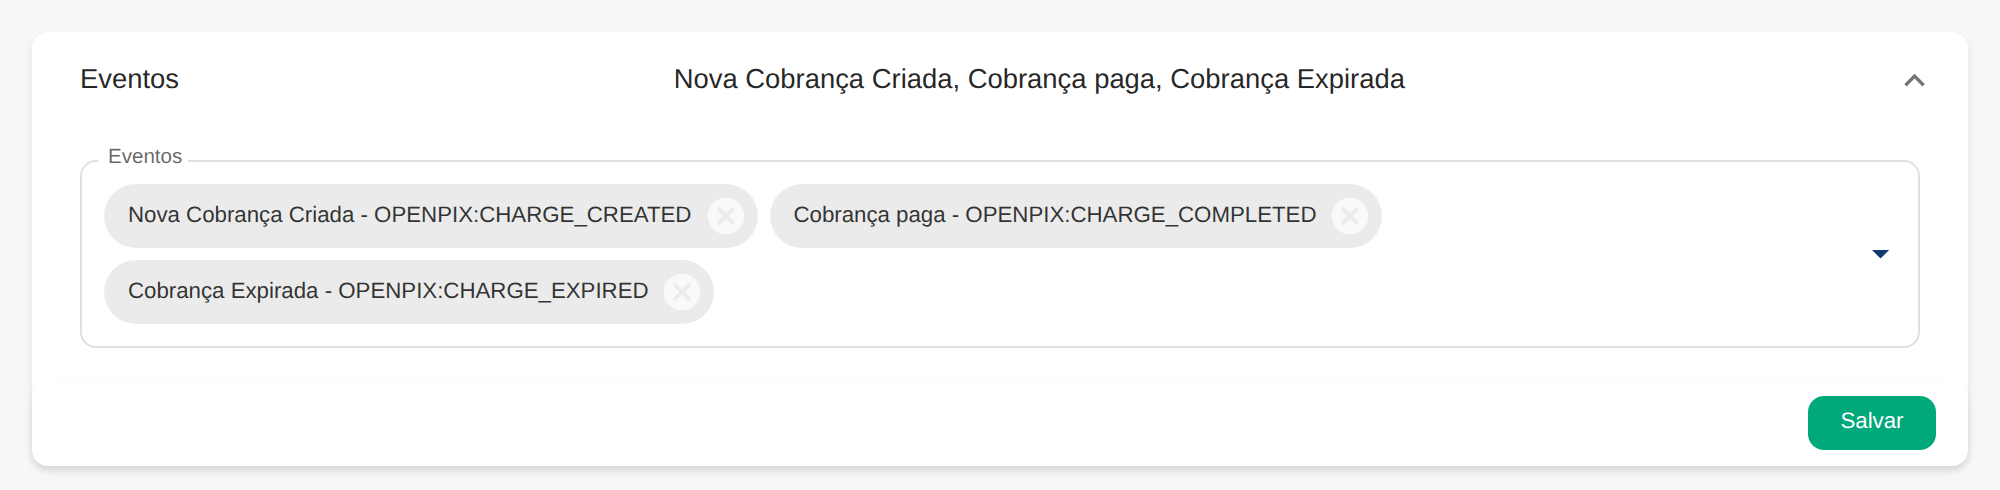 Eventos
Nova Cobrança Criada, Cobrança paga, Cobrança Expirada
Eventos
Nova Cobrança Criada - OPENPIX:CHARGE_CREATED
Cobrança paga - OPENPIX:CHARGE_COMPLETED
Cobrança Expirada - OPENPIX:CHARGE_EXPIRED
Salvar